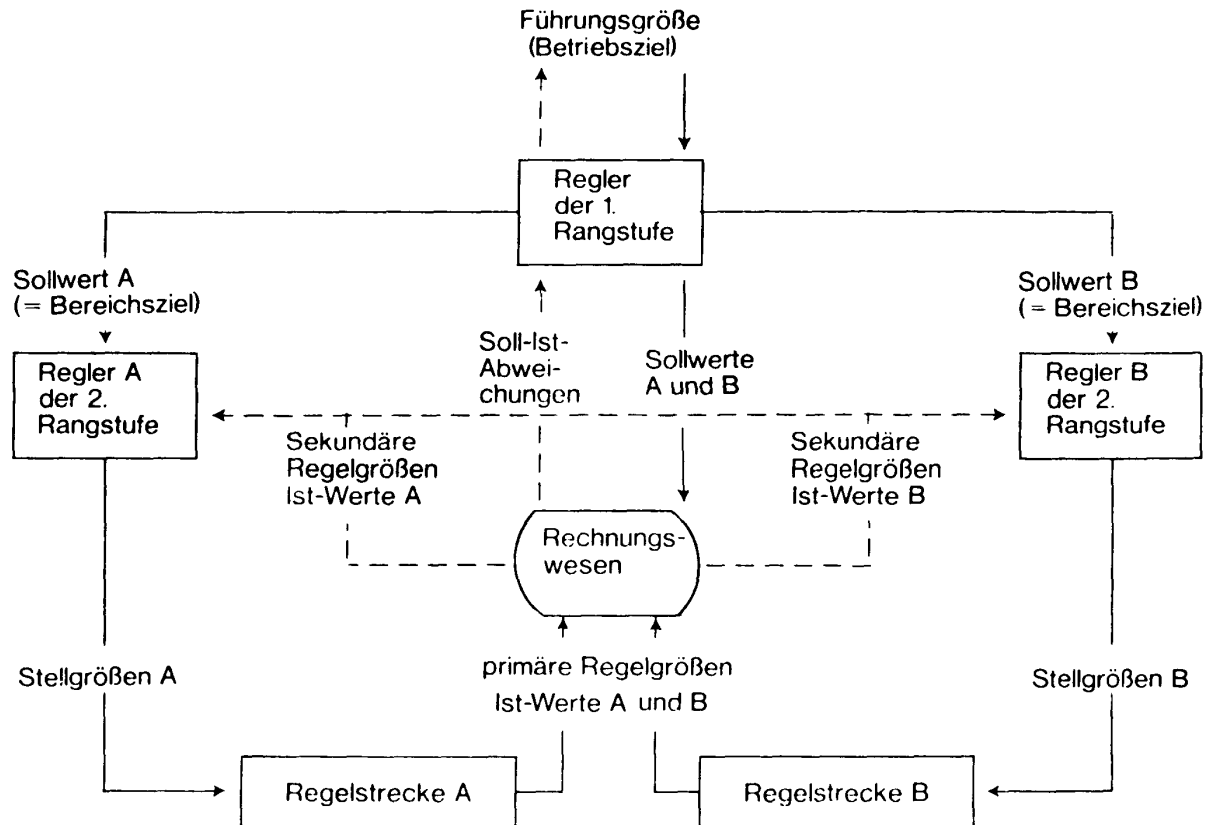 Führungsgröße
(Betriebsziel)
Regler
der 1.
Rangstufe
Sollwert A
(= Bereichsziel)
Sollwert B
(= Bereichsziel)
Regler A
der 2.
Rangstufe
Soll-Ist-
Abwei-
chungen
Sollwerte
A und B
Regler B
der 2.
Rangstufe
Sekundäre
Regelgrößen
Ist-Werte A
Sekundäre
Regelgrößen
Ist-Werte B
Rechnungs-
wesen
Stellgrößen A
primäre Regelgrößen
Ist-Werte A und B
Stellgrößen B
Regelstrecke A
Regelstrecke B